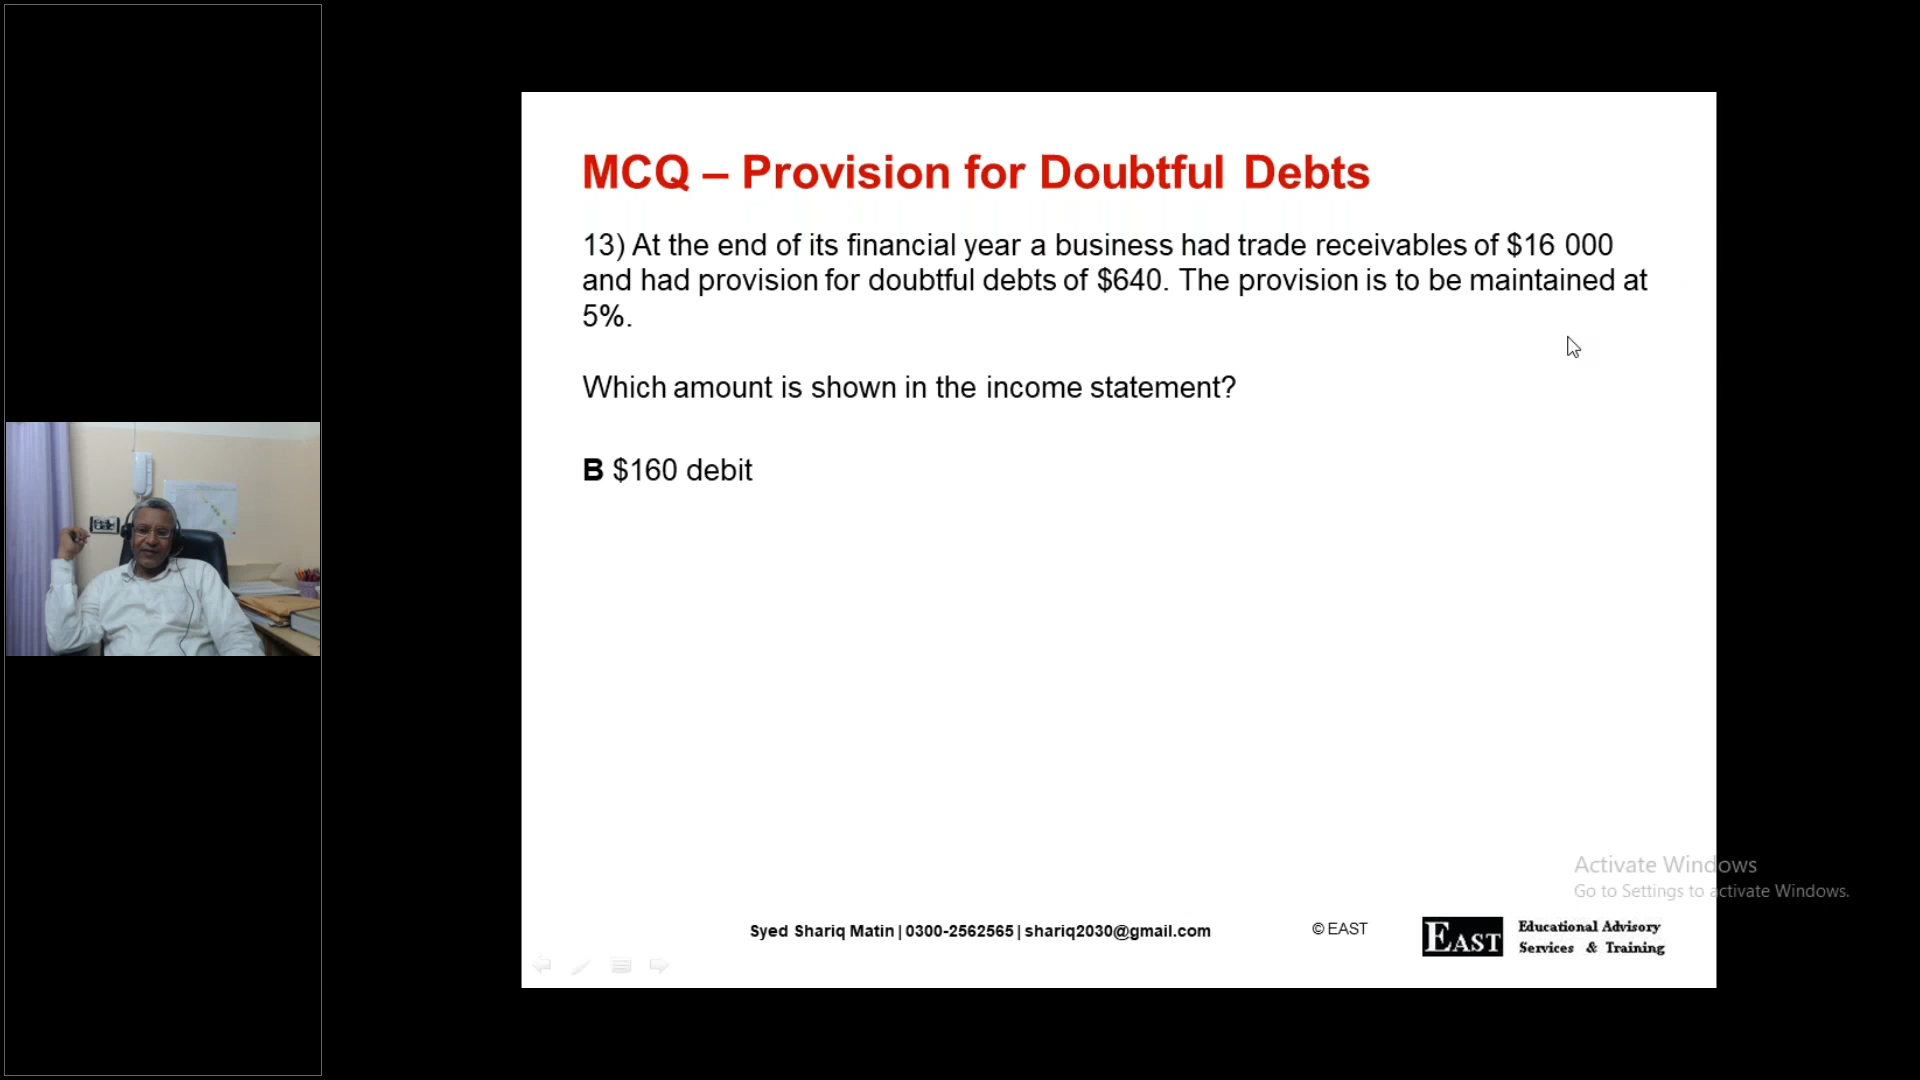 MCQ – Provision for Doubtful Debts
13) At the end of its financial year a business had trade receivables of $16 000
and had provision for doubtful debts of $640. The provision is to be maintained at
5%.
Which amount is shown in the income statement?
B $160 debit
Activate Windows
Go to Settings to activate Windows.
Syed Shariq Matin | 0300-2562565 | shariq2030@gmail.com
© EAST
EAST
Educational Advisory
Services & Training